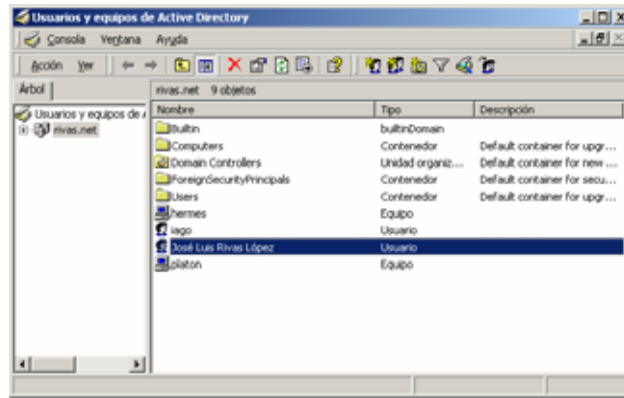 Usuarios y equipos de Active Directory
Consola Ventana Ayuda
Acción Ver
Árbol
rivas.net 9 objetos
Usuarios y equipos de A
rivas.net
Nombre Tipo Descripción
Builtin builtinDomain
Computers Contenedor Default container for upgr...
Domain Controllers Unidad organiz... Default container for new ...
ForeignSecurityPrincipals Contenedor Default container for secu...
Users Contenedor Default container for upgr...
hermes Equipo
iago Usuario
José Luis Rivas López Usuario
platon Equipo